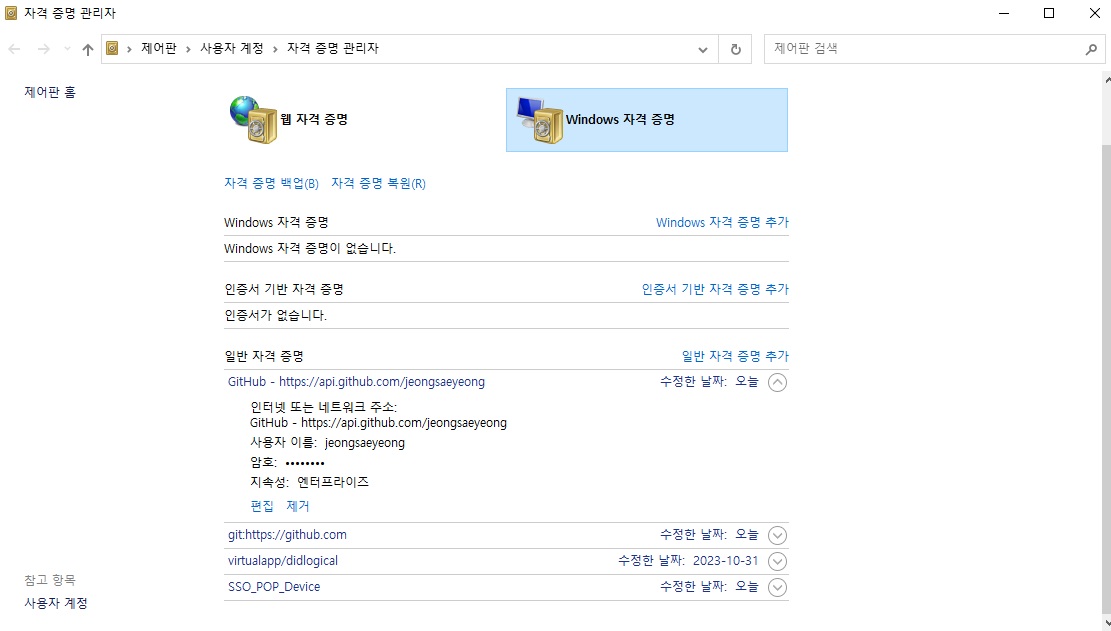 자격 증명 관리자
제어판 › 사용자 계정 › 자격 증명 관리자
제어판 검색
제어판 홈
웹 자격 증명
Windows 자격 증명
자격 증명 백업(B) 자격 증명 복원(R)
Windows 자격 증명 Windows 자격 증명 추가
Windows 자격 증명이 없습니다.
인증서 기반 자격 증명 인증서 기반 자격 증명 추가
인증서가 없습니다.
일반 자격 증명 일반 자격 증명 추가
GitHub - https://api.github.com/jeongsaeyeong 수정한 날짜: 오늘
인터넷 또는 네트워크 주소:
GitHub - https://api.github.com/jeongsaeyeong
사용자 이름: jeongsaeyeong
암호: ••••••••
지속성: 엔터프라이즈
편집 제거
git:https://github.com 수정한 날짜: 오늘
virtualapp/didlogical 수정한 날짜: 2023-10-31
SSO_POP_Device 수정한 날짜: 오늘
참고 항목
사용자 계정